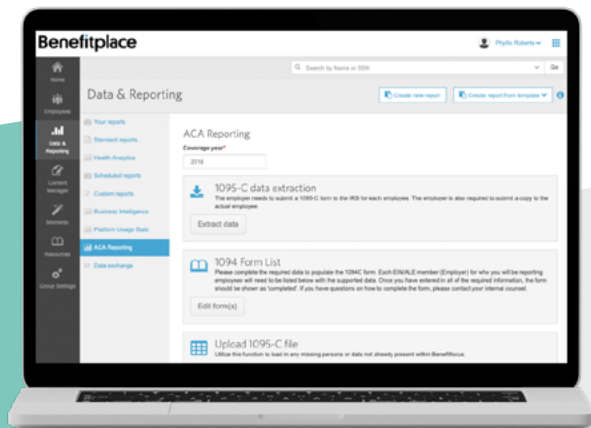 Benefitplace
Phyllis Roberts
Search by Name or SSN
Go
Home
Employees
Data &
Reporting
Content
Manager
Moments
Resources
Group Settings
Data & Reporting
Create new report
Create report from template
Your reports
Standard reports
Health Analytics
Scheduled reports
Custom reports
Business Intelligence
Platform Usage Stats
ACA Reporting
Data exchange
ACA Reporting
Coverage year*
2018
1095-C data extraction
The employer needs to submit a 1095-C form to the IRS for each employee. The employer is also required to submit a copy to the
actual employee.
Extract data
1094 Form List
Please complete the required data to populate the 1094C form. Each EIN/ALE member (Employer) for who you will be reporting
employees will need to be listed below with the supported data. Once you have entered in all of the required information, the form
should be shown as 'completed'. If you have questions on how to complete the form, please contact your internal counsel.
Edit form(s)
Upload 1095-C file
Utilize this function to load in any missing persons or data not already present within Benefitfocus.